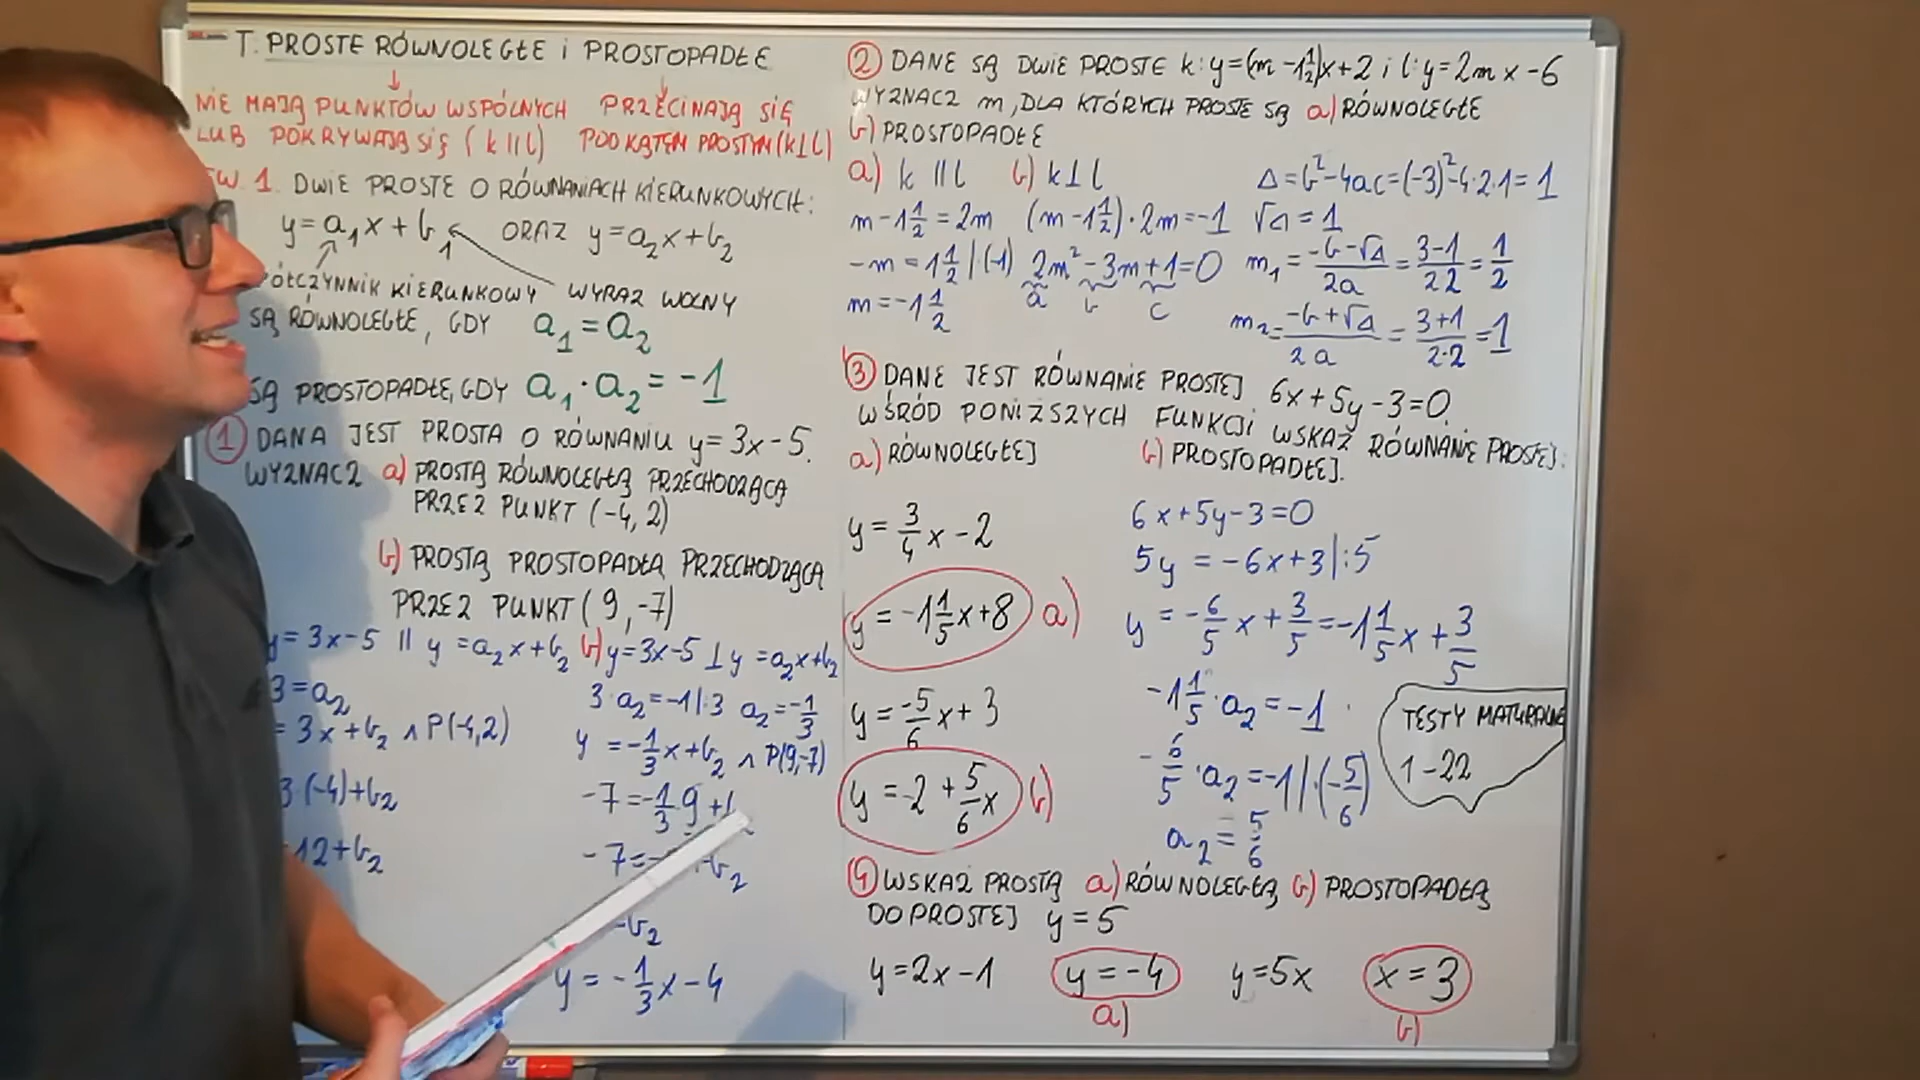 T. PROSTE RÓWNOLEGŁE i PROSTOPADŁE
NIE MAJĄ PUNKTÓW WSPÓLNYCH PRZECINAJĄ SIĘ
LUB POKRYWAJĄ SIĘ (k || l) POD KĄTEM PROSTYM (k⊥l)
TW. 1. DWIE PROSTE O RÓWNANIACH KIERUNKOWYCH:
y=a₁x+b₁ ORAZ y=a₂x+b₂
KIERUNKOWY WYRAZ WOLNY
SĄ RÓWNOLEGŁE, GDY a₁=a₂
SĄ PROSTOPADŁE, GDY a₁·a₂=-1
① DANA JEST PROSTA O RÓWNANIU y=3x-5.
WYZNACZ a) PROSTĄ RÓWNOLEGŁĄ PRZECHODZĄCĄ
PRZEZ PUNKT (-4, 2)
b) PROSTĄ PROSTOPADŁĄ PRZECHODZĄCĄ
PRZEZ PUNKT (9, -7)
y=3x-5 || y=a₂x+b₂
3=a₂
= 3x+b₂ ∧ P(-4,2)
3·(-4)+b₂
12+b₂
b) y=3x-5 ⊥ y=a₂x+b₂
3·a₂=-1 |:3 a₂=-1/3
y=-1/3x+b₂ ∧ P(9,-7)
-7=-1/3·9+b
-7=- b₂
b₂
y=-1/3x-4
② DANE SĄ DWIE PROSTE k:y=(m-1 1/2)x+2 i l:y=2mx-6
WYZNACZ m, DLA KTÓRYCH PROSTE SĄ a) RÓWNOLEGŁE
b) PROSTOPADŁE
a) k || l
m-1 1/2=2m
-m=1 1/2 |·(-1)
m=-1 1/2
b) k⊥l
(m-1 1/2)·2m=-1
2m²-3m+1=0
a b c
Δ=b²-4ac=(-3)²-4·2·1=1
√Δ=1
m₁=(-b-√Δ)/2a=(3-1)/2·2=1/2
m₂=(-b+√Δ)/2a=(3+1)/2·2=1
③ DANE JEST RÓWNANIE PROSTEJ 6x+5y-3=0.
WŚRÓD PONIŻSZYCH FUNKCJI WSKAŻ RÓWNANIE PROSTEJ:
a) RÓWNOLEGŁEJ b) PROSTOPADŁEJ.
y=3/4x-2
y=-1 1/5x+8 a)
y=-5/6x+3
y=-2+5/6x b)
6x+5y-3=0
5y=-6x+3 |:5
y=-6/5x+3/5=-1 1/5x+3/5
-1 1/5·a₂=-1
-6/5·a₂=-1 |·(-5/6)
a₂=5/6
TESTY MATURALNE
1-22
④ WSKAŻ PROSTĄ a) RÓWNOLEGŁĄ, b) PROSTOPADŁĄ
DO PROSTEJ y=5
y=2x-1 y=-4 y=5x x=3
a) b)